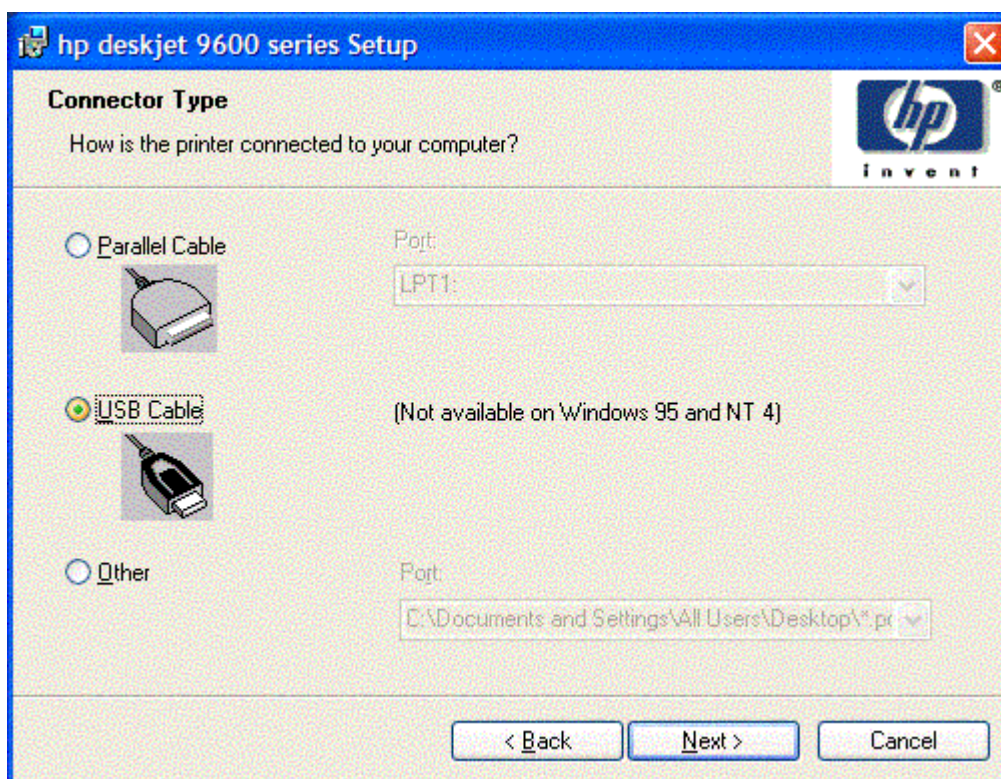 hp deskjet 9600 series Setup
Connector Type
How is the printer connected to your computer?
hp ®
invent
Parallel Cable
Port:
LPT1:
USB Cable
(Not available on Windows 95 and NT 4)
Other
Port:
C:\Documents and Settings\All Users\Desktop\*.p
< Back
Next >
Cancel